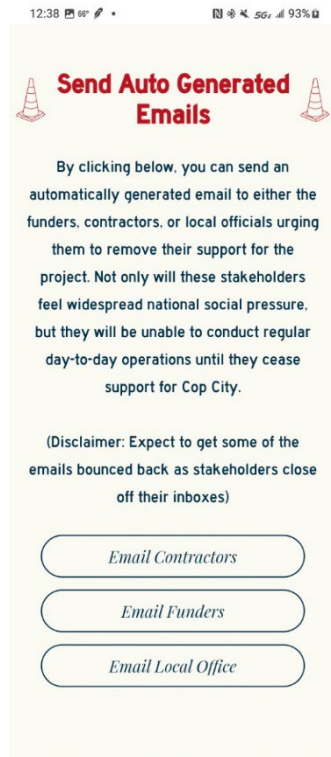 12:38 66° • 5G 93%
Send Auto Generated
Emails
By clicking below, you can send an
automatically generated email to either the
funders, contractors, or local officials urging
them to remove their support for the
project. Not only will these stakeholders
feel widespread national social pressure,
but they will be unable to conduct regular
day-to-day operations until they cease
support for Cop City.
(Disclaimer: Expect to get some of the
emails bounced back as stakeholders close
off their inboxes)
Email Contractors
Email Funders
Email Local Office